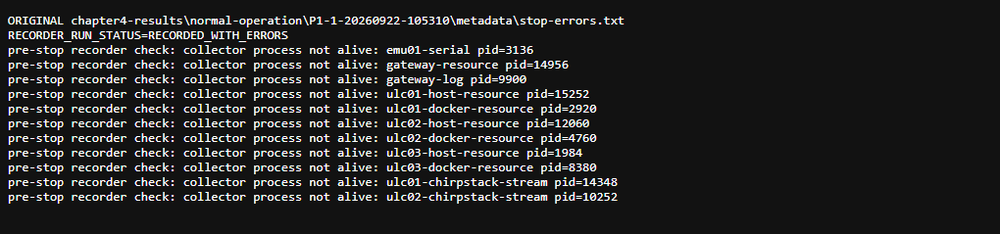 ORIGINAL chapter4-results\normal-operation\P1-1-20260922-105310\metadata\stop-errors.txt
RECORDER_RUN_STATUS=RECORDED_WITH_ERRORS
pre-stop recorder check: collector process not alive: emu01-serial pid=3136
pre-stop recorder check: collector process not alive: gateway-resource pid=14956
pre-stop recorder check: collector process not alive: gateway-log pid=9900
pre-stop recorder check: collector process not alive: ulc01-host-resource pid=15252
pre-stop recorder check: collector process not alive: ulc01-docker-resource pid=2920
pre-stop recorder check: collector process not alive: ulc02-host-resource pid=12060
pre-stop recorder check: collector process not alive: ulc02-docker-resource pid=4760
pre-stop recorder check: collector process not alive: ulc03-host-resource pid=1984
pre-stop recorder check: collector process not alive: ulc03-docker-resource pid=8380
pre-stop recorder check: collector process not alive: ulc01-chirpstack-stream pid=14348
pre-stop recorder check: collector process not alive: ulc02-chirpstack-stream pid=10252